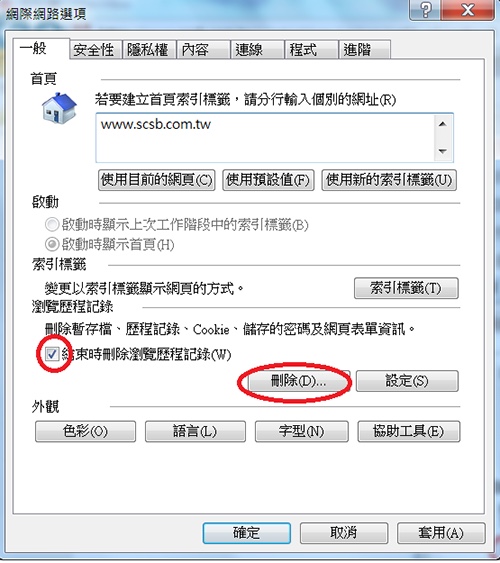 網際網路選項
一般 安全性 隱私權 內容 連線 程式 進階
首頁
若要建立首頁索引標籤，請分行輸入個別的網址(R)
www.scsb.com.tw
使用目前的網頁(C) 使用預設值(F) 使用新的索引標籤(U)
啟動
啟動時顯示上次工作階段中的索引標籤(B)
啟動時顯示首頁(H)
索引標籤
變更以索引標籤顯示網頁的方式。 索引標籤(T)
瀏覽歷程記錄
刪除暫存檔、歷程記錄、Cookie、儲存的密碼及網頁表單資訊。
結束時刪除瀏覽歷程記錄(W)
刪除(D)... 設定(S)
外觀
色彩(O) 語言(L) 字型(N) 協助工具(E)
確定 取消 套用(A)